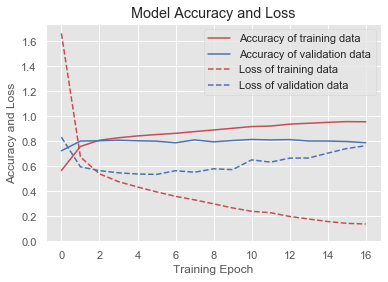 Model Accuracy and Loss
Accuracy of training data
Accuracy of validation data
Loss of training data
Loss of validation data
Accuracy and Loss
1.6
1.4
1.2
1.0
0.8
0.6
0.4
0.2
0.0
0 2 4 6 8 10 12 14 16
Training Epoch